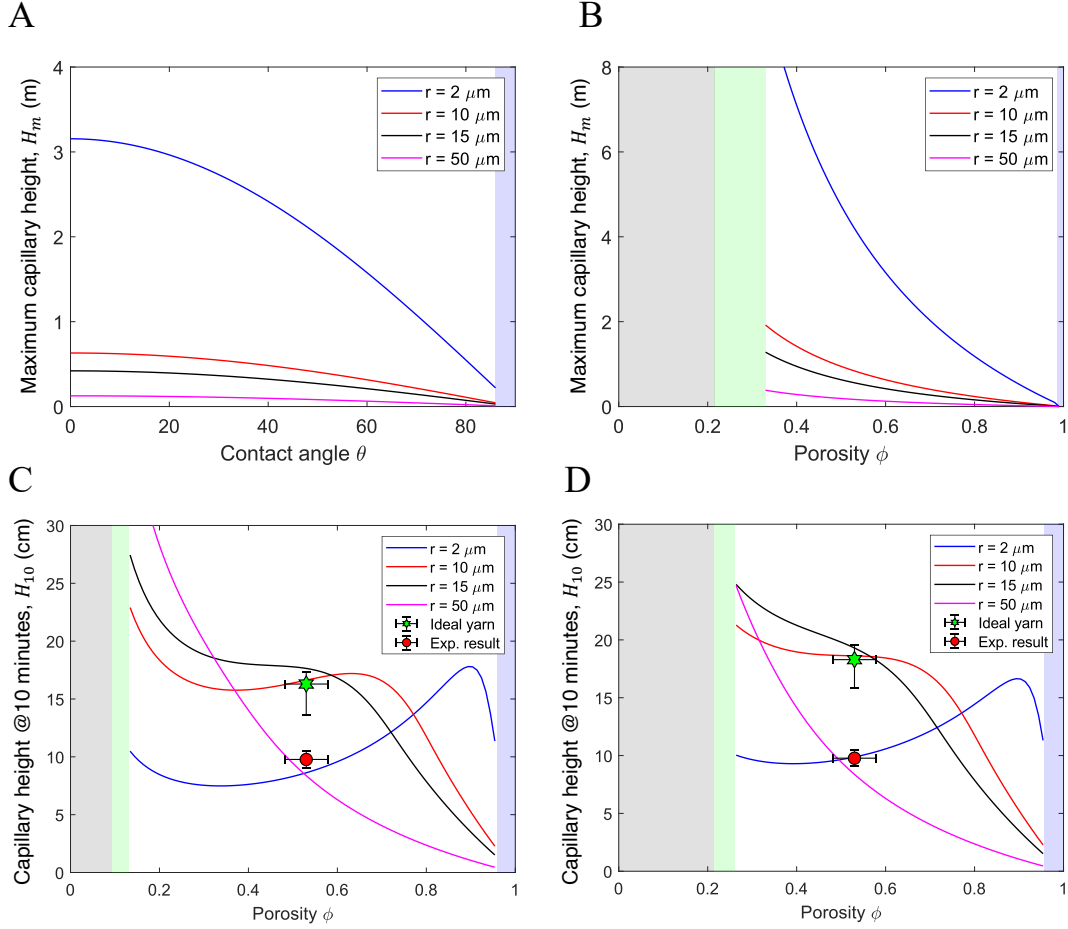 A
Maximum capillary height, H_m (m)
4
3
2
1
0
0 20 40 60 80
Contact angle θ
r = 2 μm
r = 10 μm
r = 15 μm
r = 50 μm
B
Maximum capillary height, H_m (m)
8
6
4
2
0
0 0.2 0.4 0.6 0.8 1
Porosity ϕ
r = 2 μm
r = 10 μm
r = 15 μm
r = 50 μm
C
Capillary height @10 minutes, H_10 (cm)
30
25
20
15
10
5
0
0 0.2 0.4 0.6 0.8 1
Porosity ϕ
r = 2 μm
r = 10 μm
r = 15 μm
r = 50 μm
Ideal yarn
Exp. result
D
Capillary height @10 minutes, H_10 (cm)
30
25
20
15
10
5
0
0 0.2 0.4 0.6 0.8 1
Porosity ϕ
r = 2 μm
r = 10 μm
r = 15 μm
r = 50 μm
Ideal yarn
Exp. result